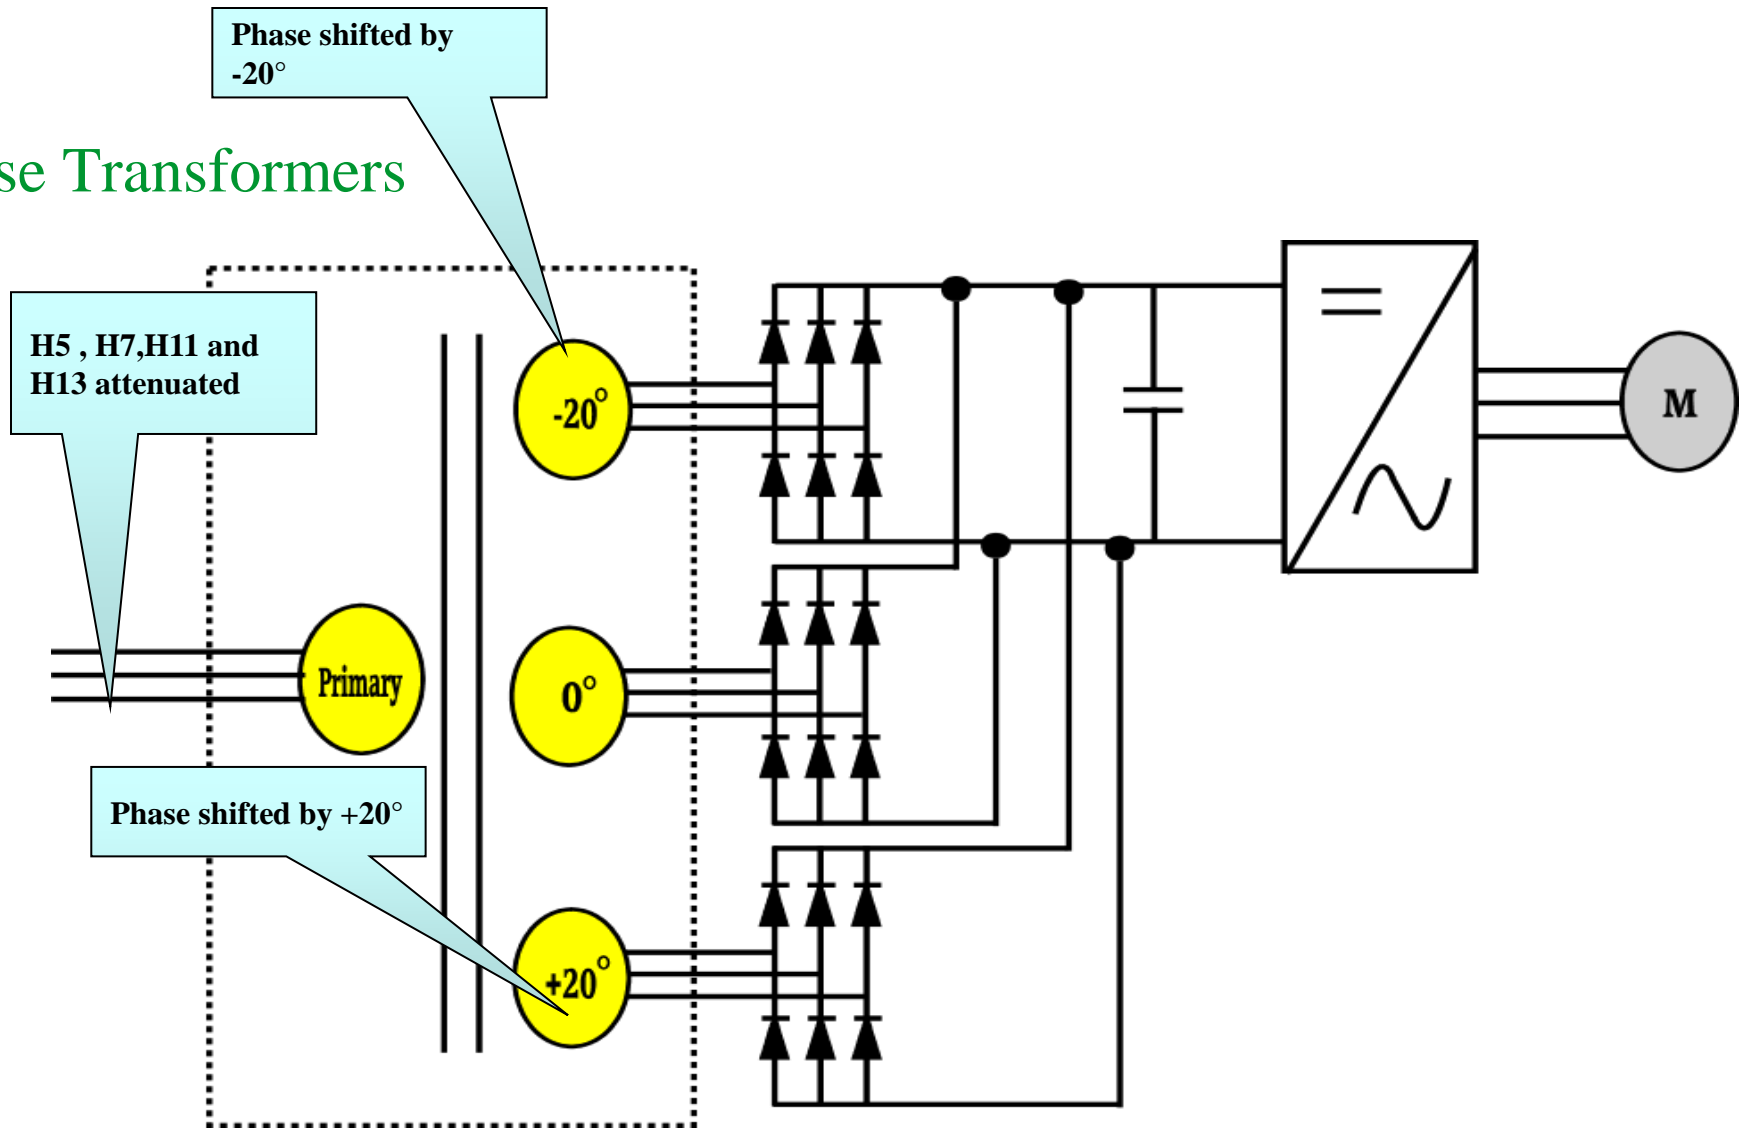 Phase shifted by
-20°
se Transformers
H5 , H7,H11 and
H13 attenuated
-20°
M
Primary
0°
Phase shifted by +20°
+20°